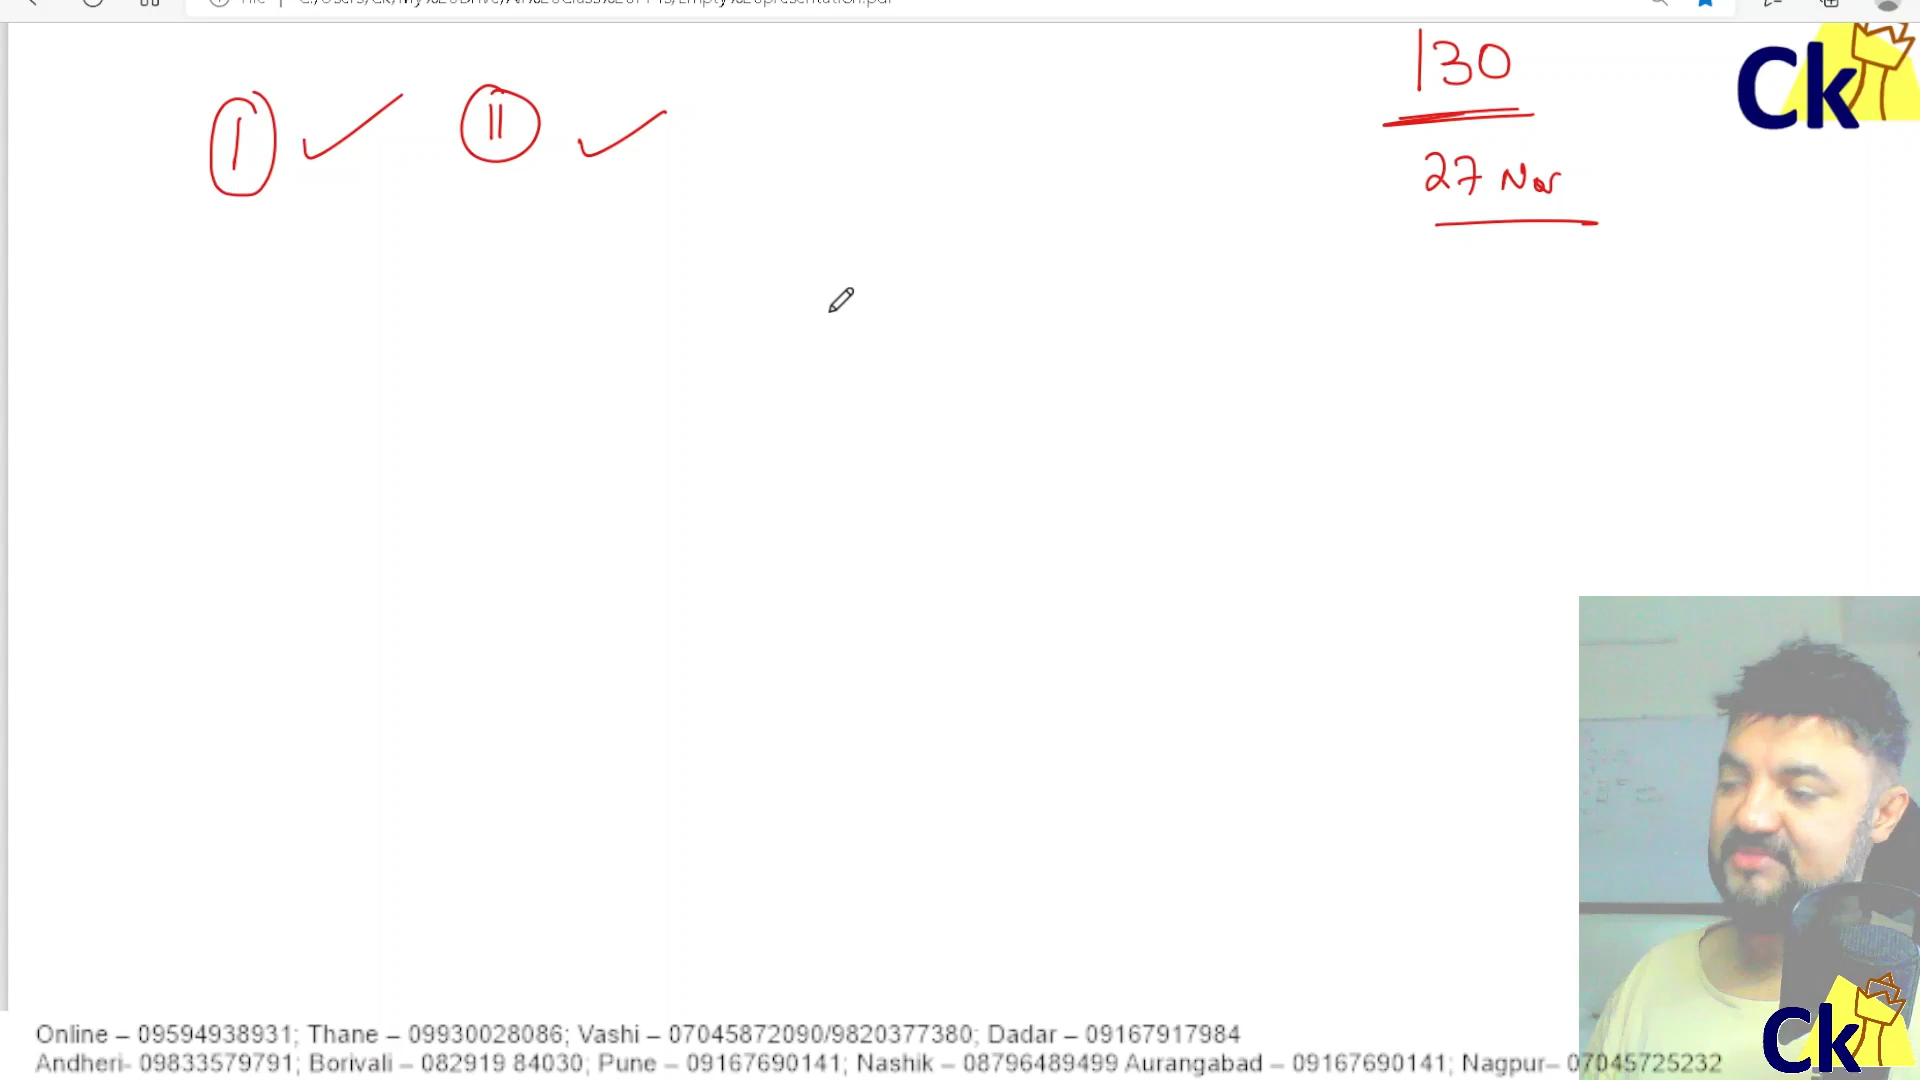 I II
130
27 Nov
Ck
Online – 09594938931; Thane – 09930028086; Vashi – 07045872090/9820377380; Dadar – 09167917984
Andheri- 09833579791; Borivali – 082919 84030; Pune – 09167690141; Nashik – 08796489499 Aurangabad – 09167690141; Nagpur– 07045725232
Ck